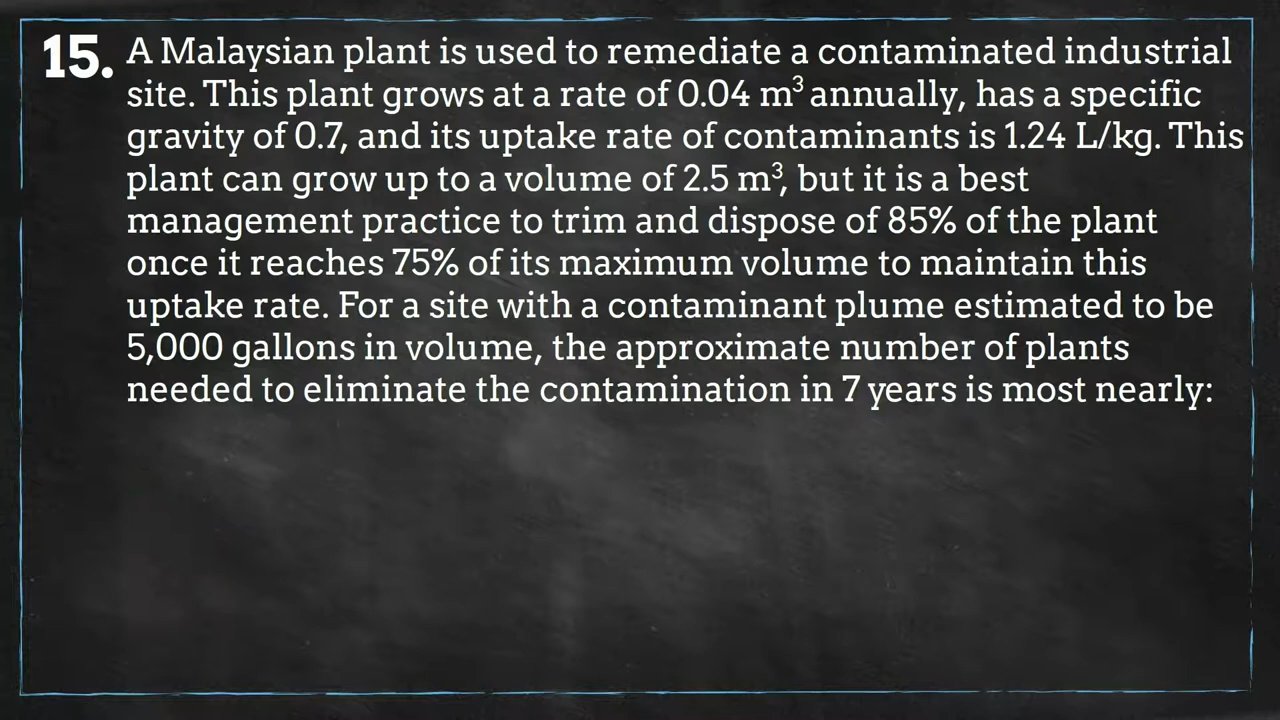 15. A Malaysian plant is used to remediate a contaminated industrial
site. This plant grows at a rate of 0.04 m³ annually, has a specific
gravity of 0.7, and its uptake rate of contaminants is 1.24 L/kg. This
plant can grow up to a volume of 2.5 m³, but it is a best
management practice to trim and dispose of 85% of the plant
once it reaches 75% of its maximum volume to maintain this
uptake rate. For a site with a contaminant plume estimated to be
5,000 gallons in volume, the approximate number of plants
needed to eliminate the contamination in 7 years is most nearly: